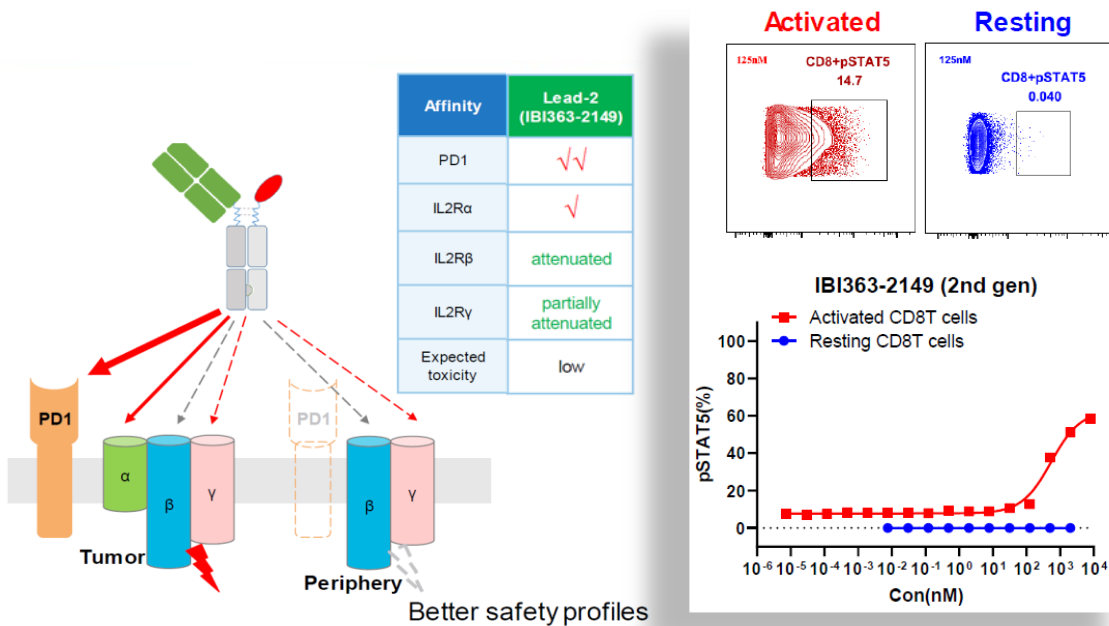 Affinity
Lead-2
(IBI363-2149)
PD1
√√
IL2Rα
√
IL2Rβ
attenuated
IL2Rγ
partially
attenuated
Expected
toxicity
low
PD1
α
β
γ
PD1
β
γ
Tumor
Periphery
Better safety profiles
Activated
Resting
125nM
CD8+pSTAT5
14.7
125nM
CD8+pSTAT5
0.040
IBI363-2149 (2nd gen)
Activated CD8T cells
Resting CD8T cells
pSTAT5(%)
100
80
60
40
20
0
10⁻⁶ 10⁻⁵ 10⁻⁴ 10⁻³ 10⁻² 10⁻¹ 10⁰ 10¹ 10² 10³ 10⁴
Con(nM)